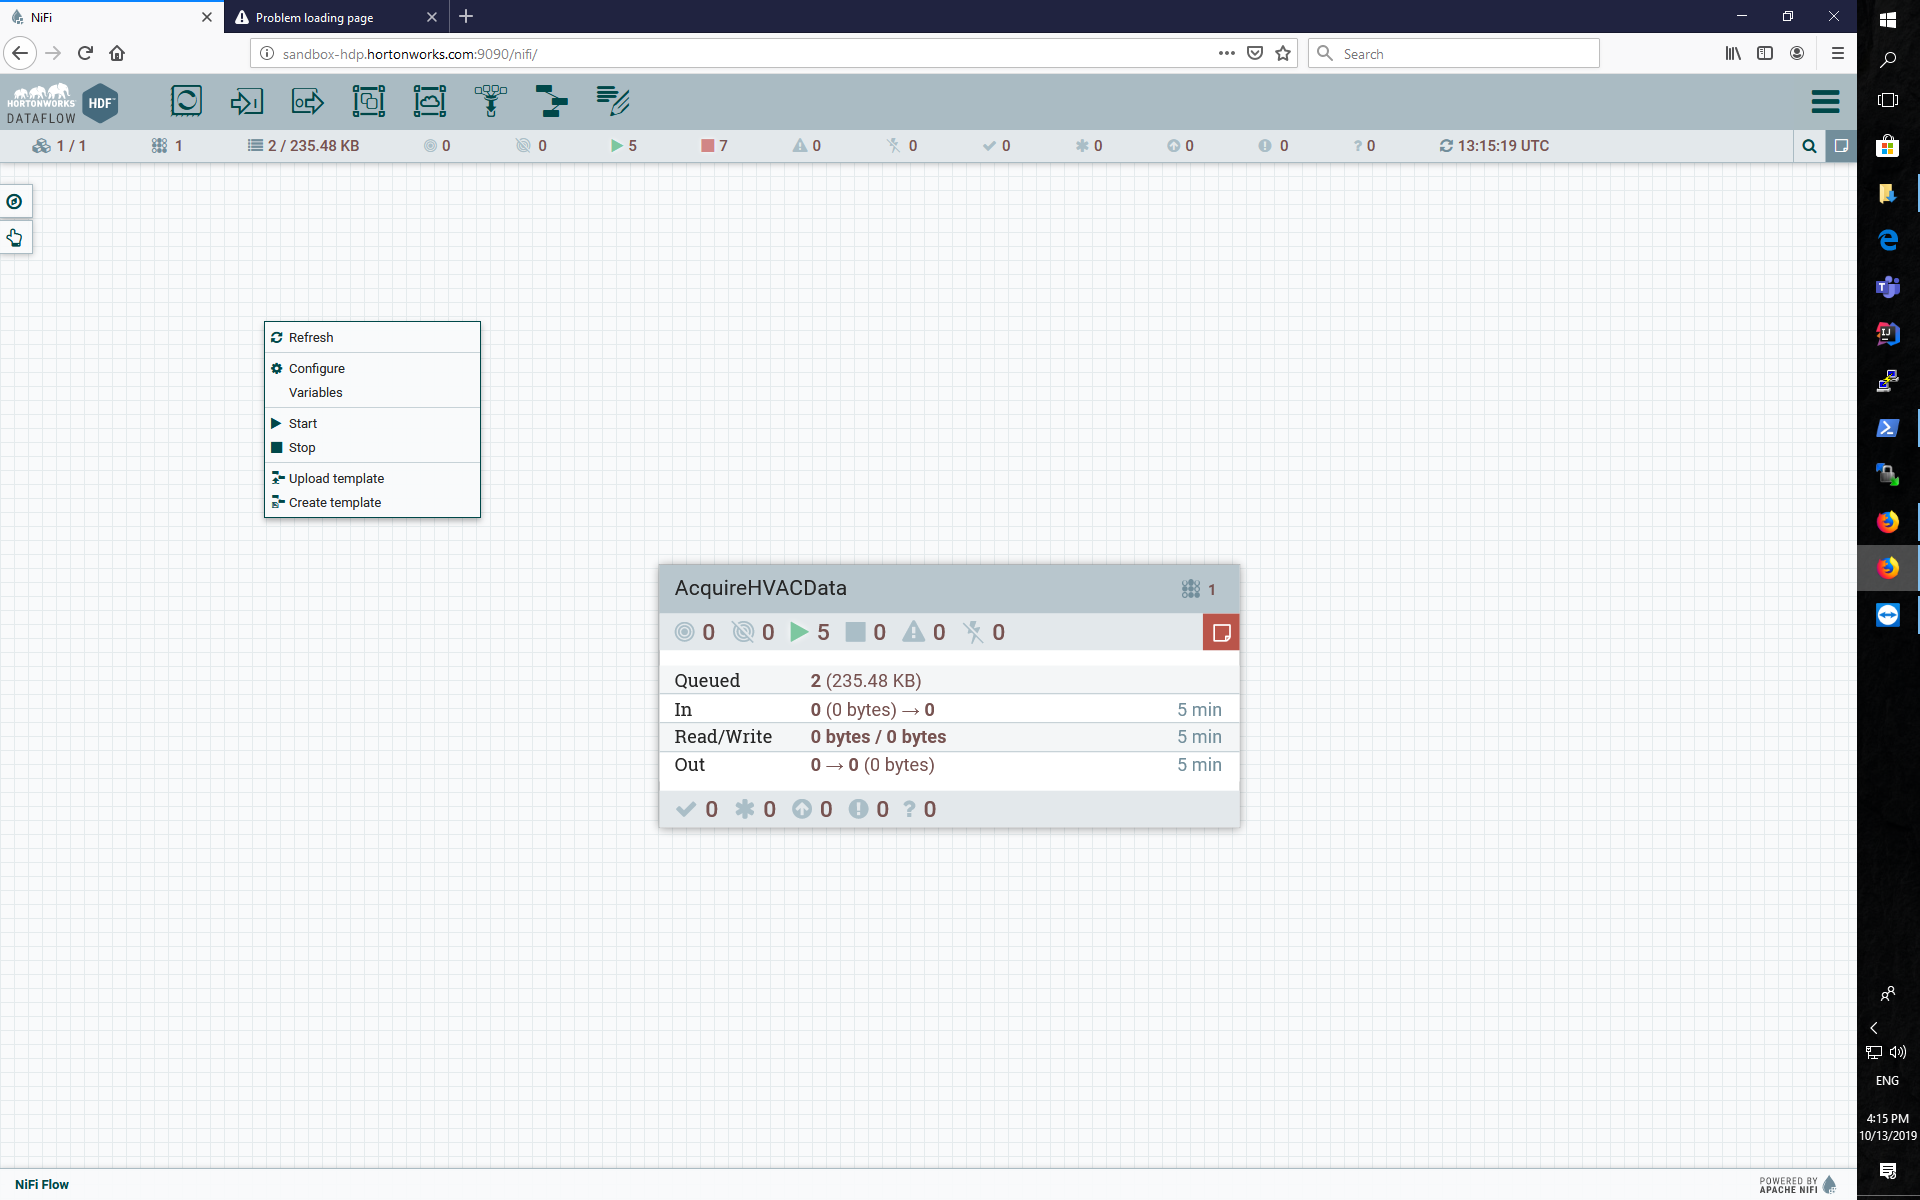 NiFi
Problem loading page
sandbox-hdp.hortonworks.com:9090/nifi/
Search
HORTONWORKS
DATAFLOW
HDF
1 / 1
1
2 / 235.48 KB
0
0
5
7
0
0
0
0
0
0
? 0
13:15:19 UTC
Refresh
Configure
Variables
Start
Stop
Upload template
Create template
AcquireHVACData
1
0 0 5 0 0 0
Queued 2 (235.48 KB)
In 0 (0 bytes) → 0 5 min
Read/Write 0 bytes / 0 bytes 5 min
Out 0 → 0 (0 bytes) 5 min
0 0 0 0 ? 0
ENG
4:15 PM
10/13/2019
NiFi Flow
POWERED BY
APACHE NIFI